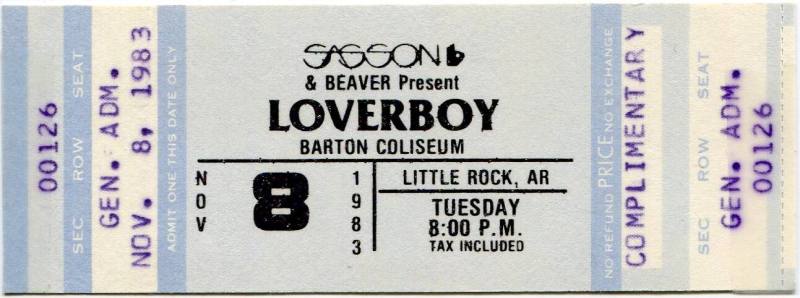 00126
SEC ROW SEAT
GEN. ADM.
NOV. 8, 1983
ADMIT ONE THIS DATE ONLY
SASSON
& BEAVER Present
LOVERBOY
BARTON COLISEUM
NOV
8
1983
LITTLE ROCK, AR
TUESDAY
8:00 P.M.
TAX INCLUDED
NO REFUND PRICE NO EXCHANGE
COMPLIMENTARY
SEC ROW SEAT
GEN. ADM.
00126